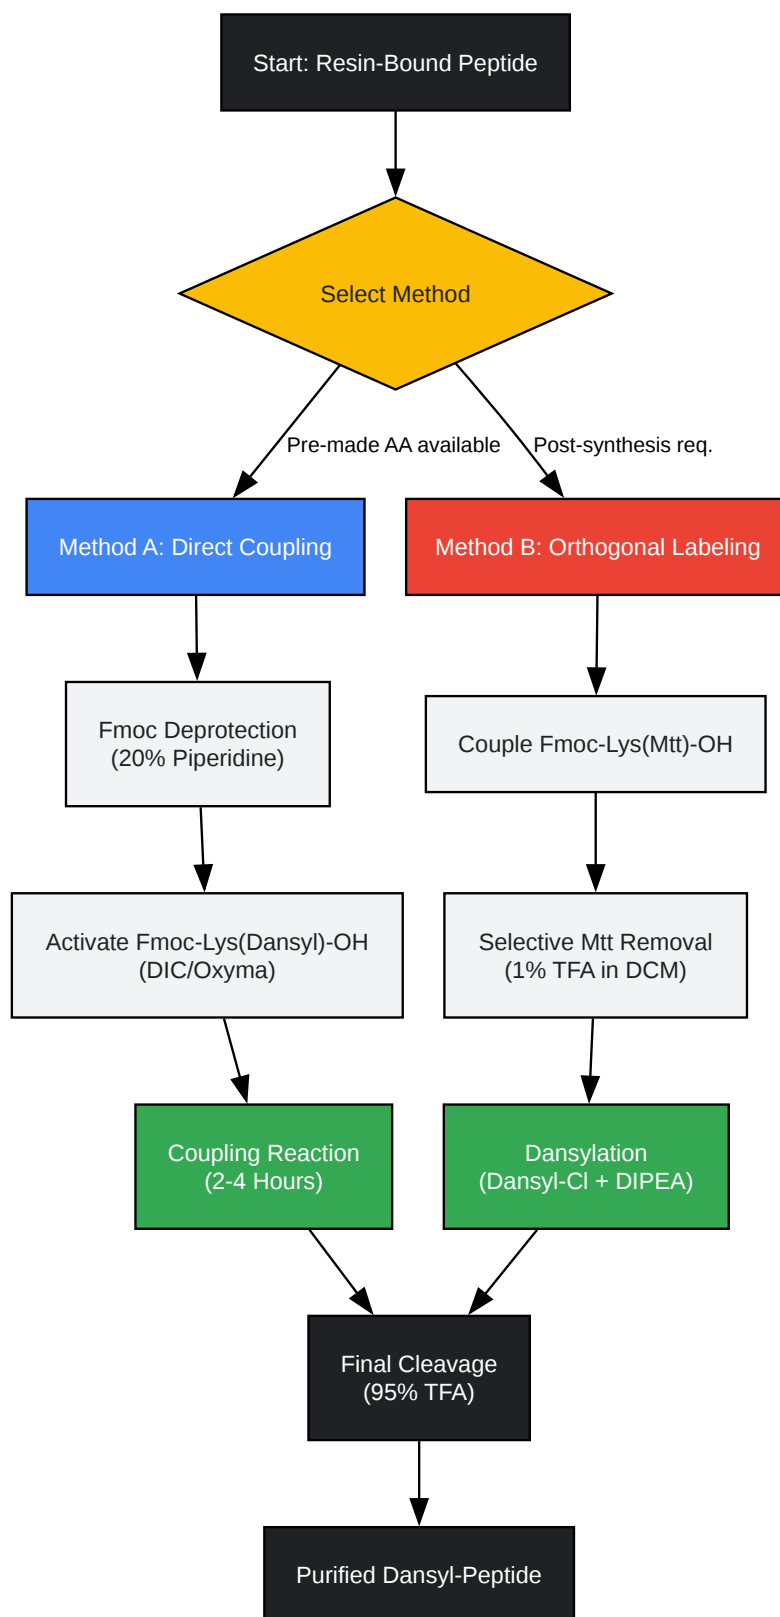 Start: Resin-Bound Peptide
Select Method
Pre-made AA available
Post-synthesis req.
Method A: Direct Coupling
Method B: Orthogonal Labeling
Fmoc Deprotection
(20% Piperidine)
Couple Fmoc-Lys(Mtt)-OH
Activate Fmoc-Lys(Dansyl)-OH
(DIC/Oxyma)
Selective Mtt Removal
(1% TFA in DCM)
Coupling Reaction
(2-4 Hours)
Dansylation
(Dansyl-Cl + DIPEA)
Final Cleavage
(95% TFA)
Purified Dansyl-Peptide